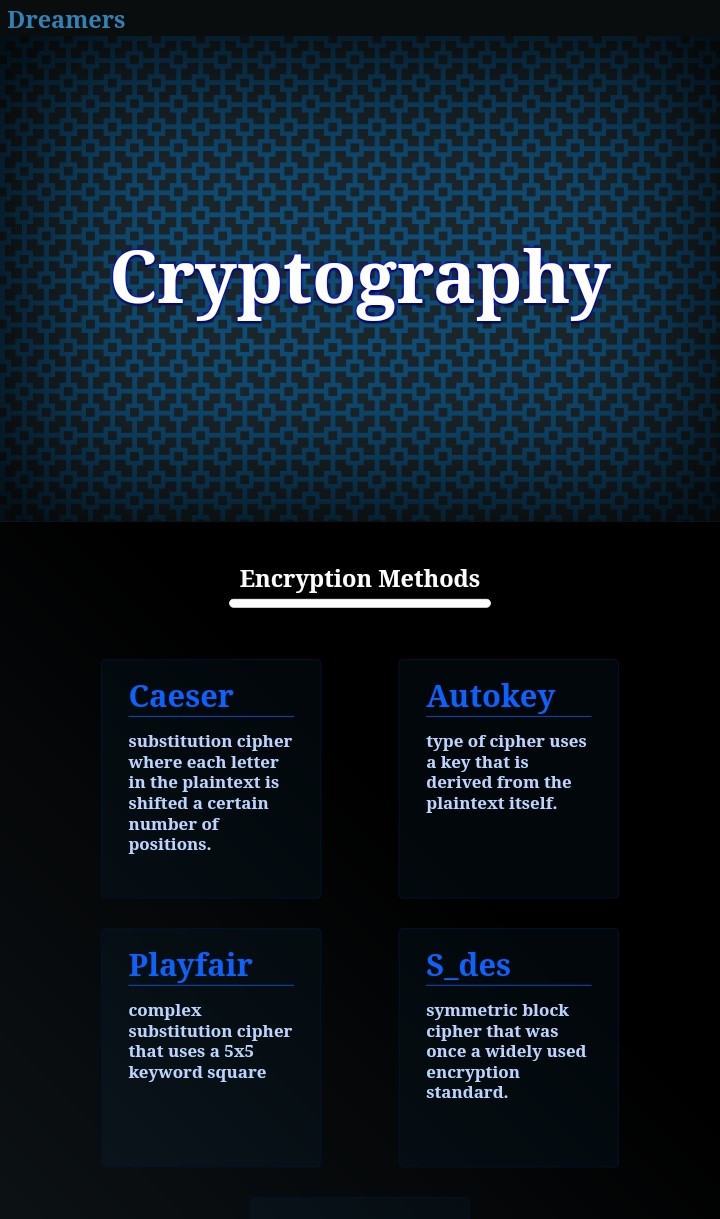 Dreamers
Cryptography
Encryption Methods
Caeser
substitution cipher
where each letter
in the plaintext is
shifted a certain
number of
positions.
Autokey
type of cipher uses
a key that is
derived from the
plaintext itself.
Playfair
complex
substitution cipher
that uses a 5x5
keyword square
S_des
symmetric block
cipher that was
once a widely used
encryption
standard.